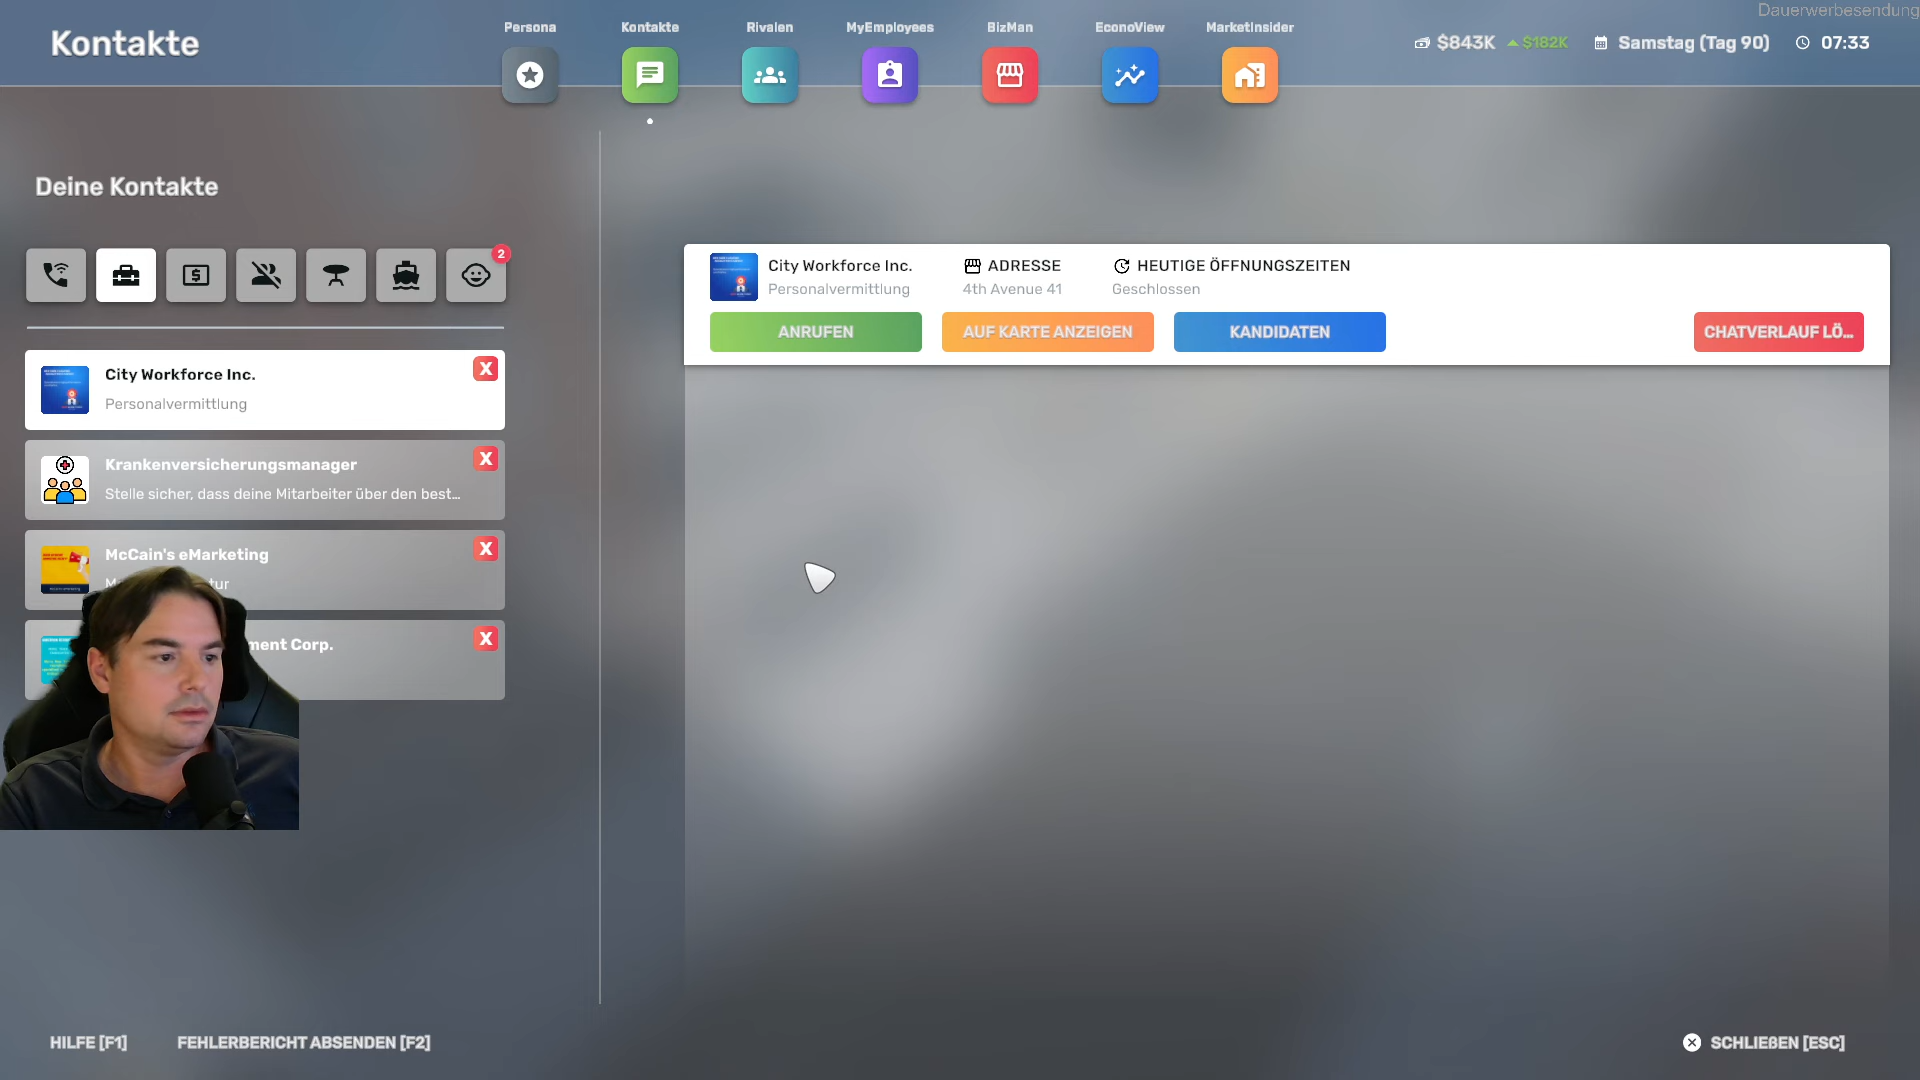 Dauerwerbesendung
Kontakte
Persona
Kontakte
Rivalen
MyEmployees
BizMan
EconoView
MarketInsider
$843K
$182K
Samstag (Tag 90)
07:33
Deine Kontakte
2
City Workforce Inc.
Personalvermittlung
X
Krankenversicherungsmanager
Stelle sicher, dass deine Mitarbeiter über den best...
X
McCain's eMarketing
X
ment Corp.
X
City Workforce Inc.
Personalvermittlung
ADRESSE
4th Avenue 41
HEUTIGE ÖFFNUNGSZEITEN
Geschlossen
ANRUFEN
AUF KARTE ANZEIGEN
KANDIDATEN
CHATVERLAUF LÖ...
HILFE [F1]
FEHLERBERICHT ABSENDEN [F2]
SCHLIEßEN [ESC]